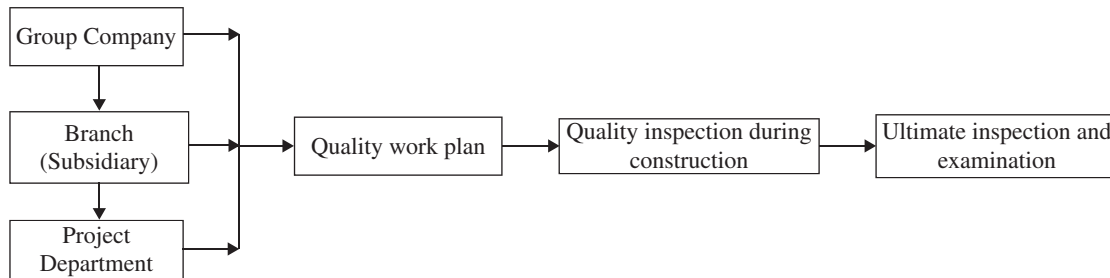 Group Company
Branch
(Subsidiary)
Project
Department
Quality work plan
Quality inspection during
construction
Ultimate inspection and
examination